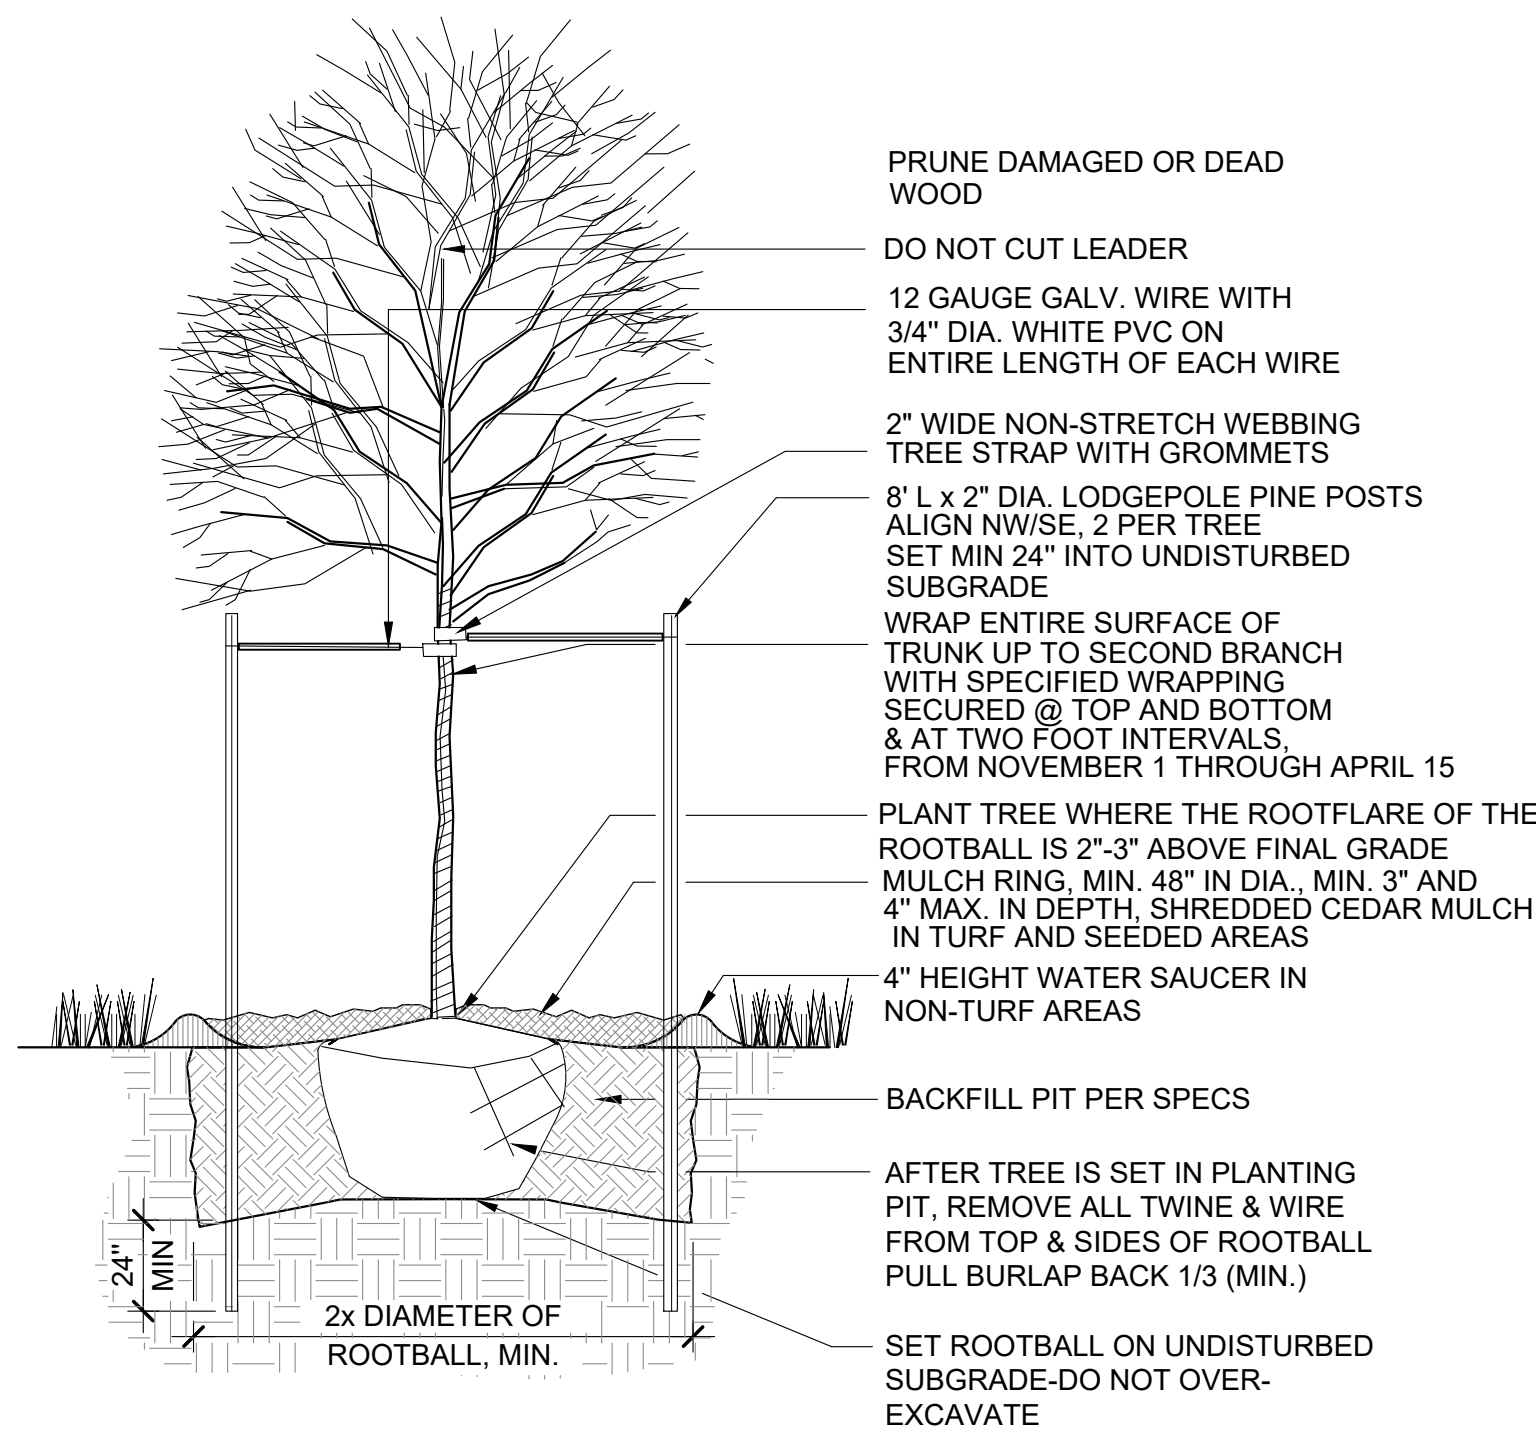 PRUNE DAMAGED OR DEAD
WOOD
DO NOT CUT LEADER
12 GAUGE GALV. WIRE WITH
3/4" DIA. WHITE PVC ON
ENTIRE LENGTH OF EACH WIRE
2" WIDE NON-STRETCH WEBBING
TREE STRAP WITH GROMMETS
8' L x 2" DIA. LODGEPOLE PINE POSTS
ALIGN NW/SE, 2 PER TREE
SET MIN 24" INTO UNDISTURBED
SUBGRADE
WRAP ENTIRE SURFACE OF
TRUNK UP TO SECOND BRANCH
WITH SPECIFIED WRAPPING
SECURED @ TOP AND BOTTOM
& AT TWO FOOT INTERVALS,
FROM NOVEMBER 1 THROUGH APRIL 15
PLANT TREE WHERE THE ROOTFLARE OF THE
ROOTBALL IS 2"-3" ABOVE FINAL GRADE
MULCH RING, MIN. 48" IN DIA., MIN. 3" AND
4" MAX. IN DEPTH, SHREDDED CEDAR MULCH
IN TURF AND SEEDED AREAS
4" HEIGHT WATER SAUCER IN
NON-TURF AREAS
BACKFILL PIT PER SPECS
AFTER TREE IS SET IN PLANTING
PIT, REMOVE ALL TWINE & WIRE
FROM TOP & SIDES OF ROOTBALL
PULL BURLAP BACK 1/3 (MIN.)
SET ROOTBALL ON UNDISTURBED
SUBGRADE-DO NOT OVER-
EXCAVATE
24"
MIN
2x DIAMETER OF
ROOTBALL, MIN.